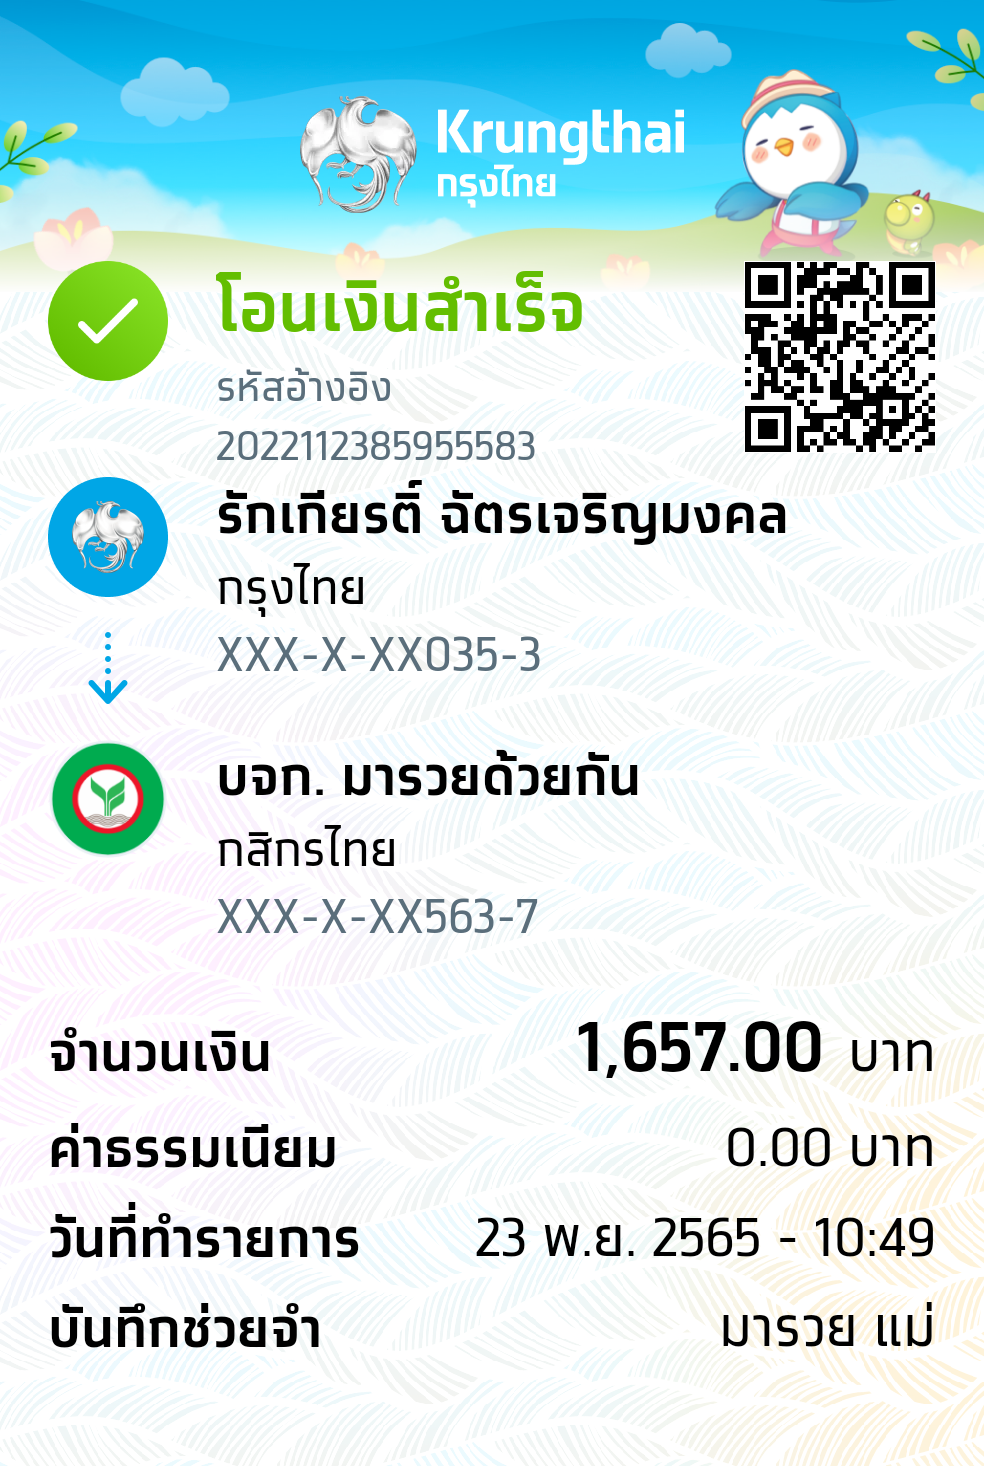 Krungthai
กรุงไทย
โอนเงินสำเร็จ
รหัสอ้างอิง
2022112385955583
รักเกียรติ์ ฉัตรเจริญมงคล
กรุงไทย
XXX-X-XX035-3
บจก. มารวยด้วยกัน
กสิกรไทย
XXX-X-XX563-7
จำนวนเงิน 1,657.00 บาท
ค่าธรรมเนียม 0.00 บาท
วันที่ทำรายการ 23 พ.ย. 2565 - 10:49
บันทึกช่วยจำ มารวย แม่